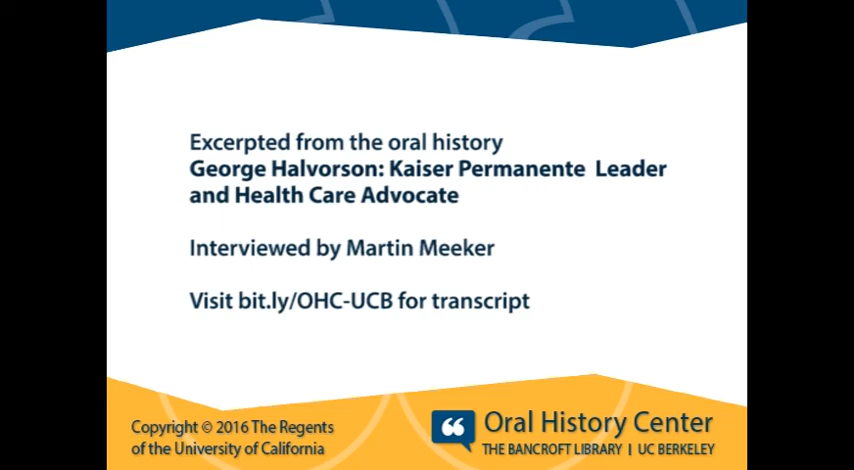 Excerpted from the oral history
George Halvorson: Kaiser Permanente Leader
and Health Care Advocate
Interviewed by Martin Meeker
Visit bit.ly/OHC-UCB for transcript
Copyright © 2016 The Regents
of the University of California
Oral History Center
THE BANCROFT LIBRARY | UC BERKELEY